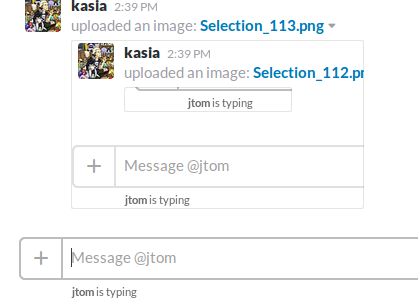 kasia 2:39 PM
uploaded an image: Selection_113.png
kasia 2:39 PM
uploaded an image: Selection_112.pr
jtom is typing
Message @jtom
jtom is typing
Message @jtom
jtom is typing